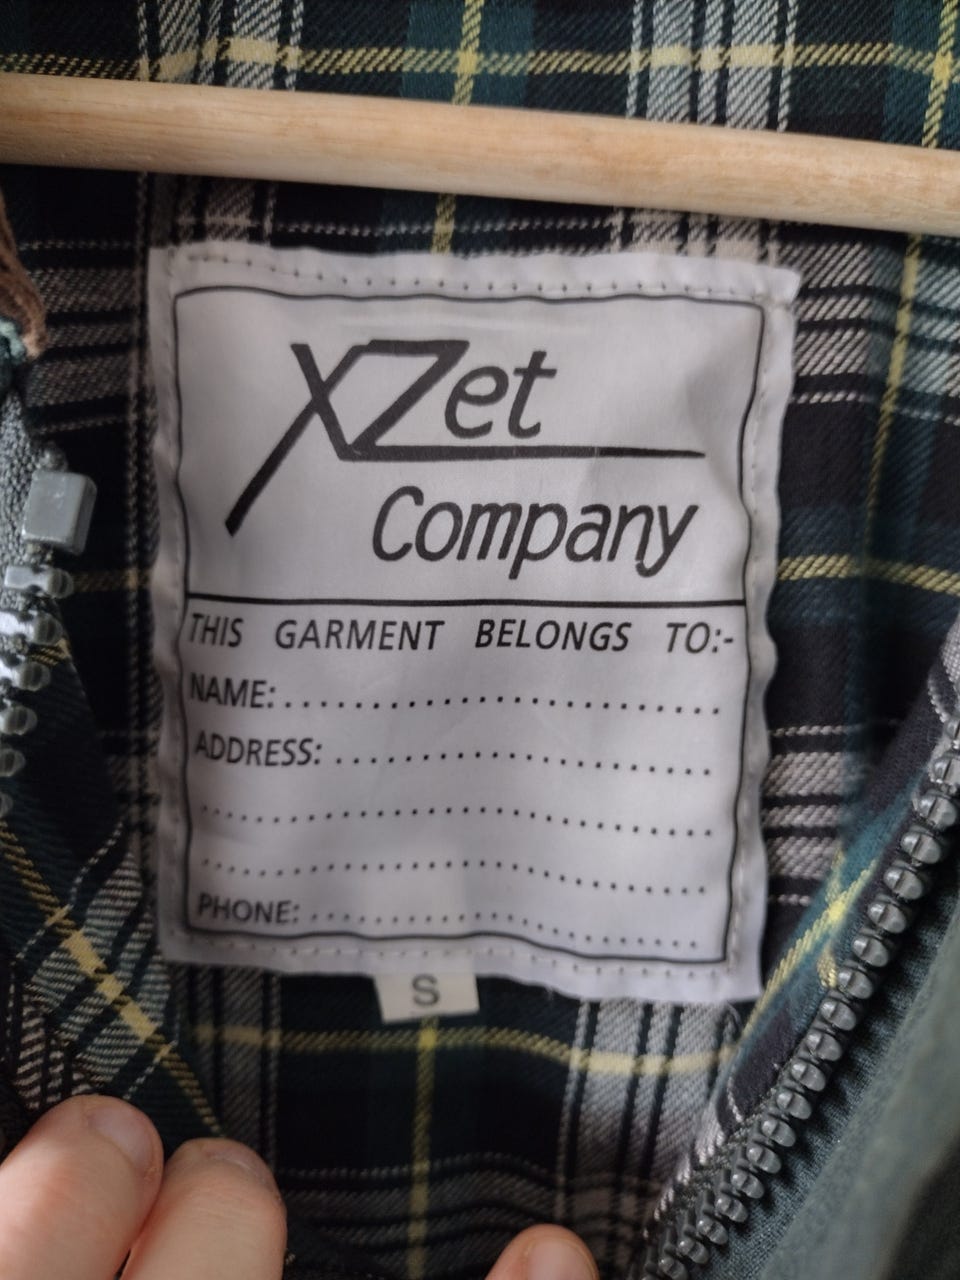 XZet
Company
THIS GARMENT BELONGS TO:-
NAME:.........................
ADDRESS: ......................
..............................
..............................
PHONE: ........................
S